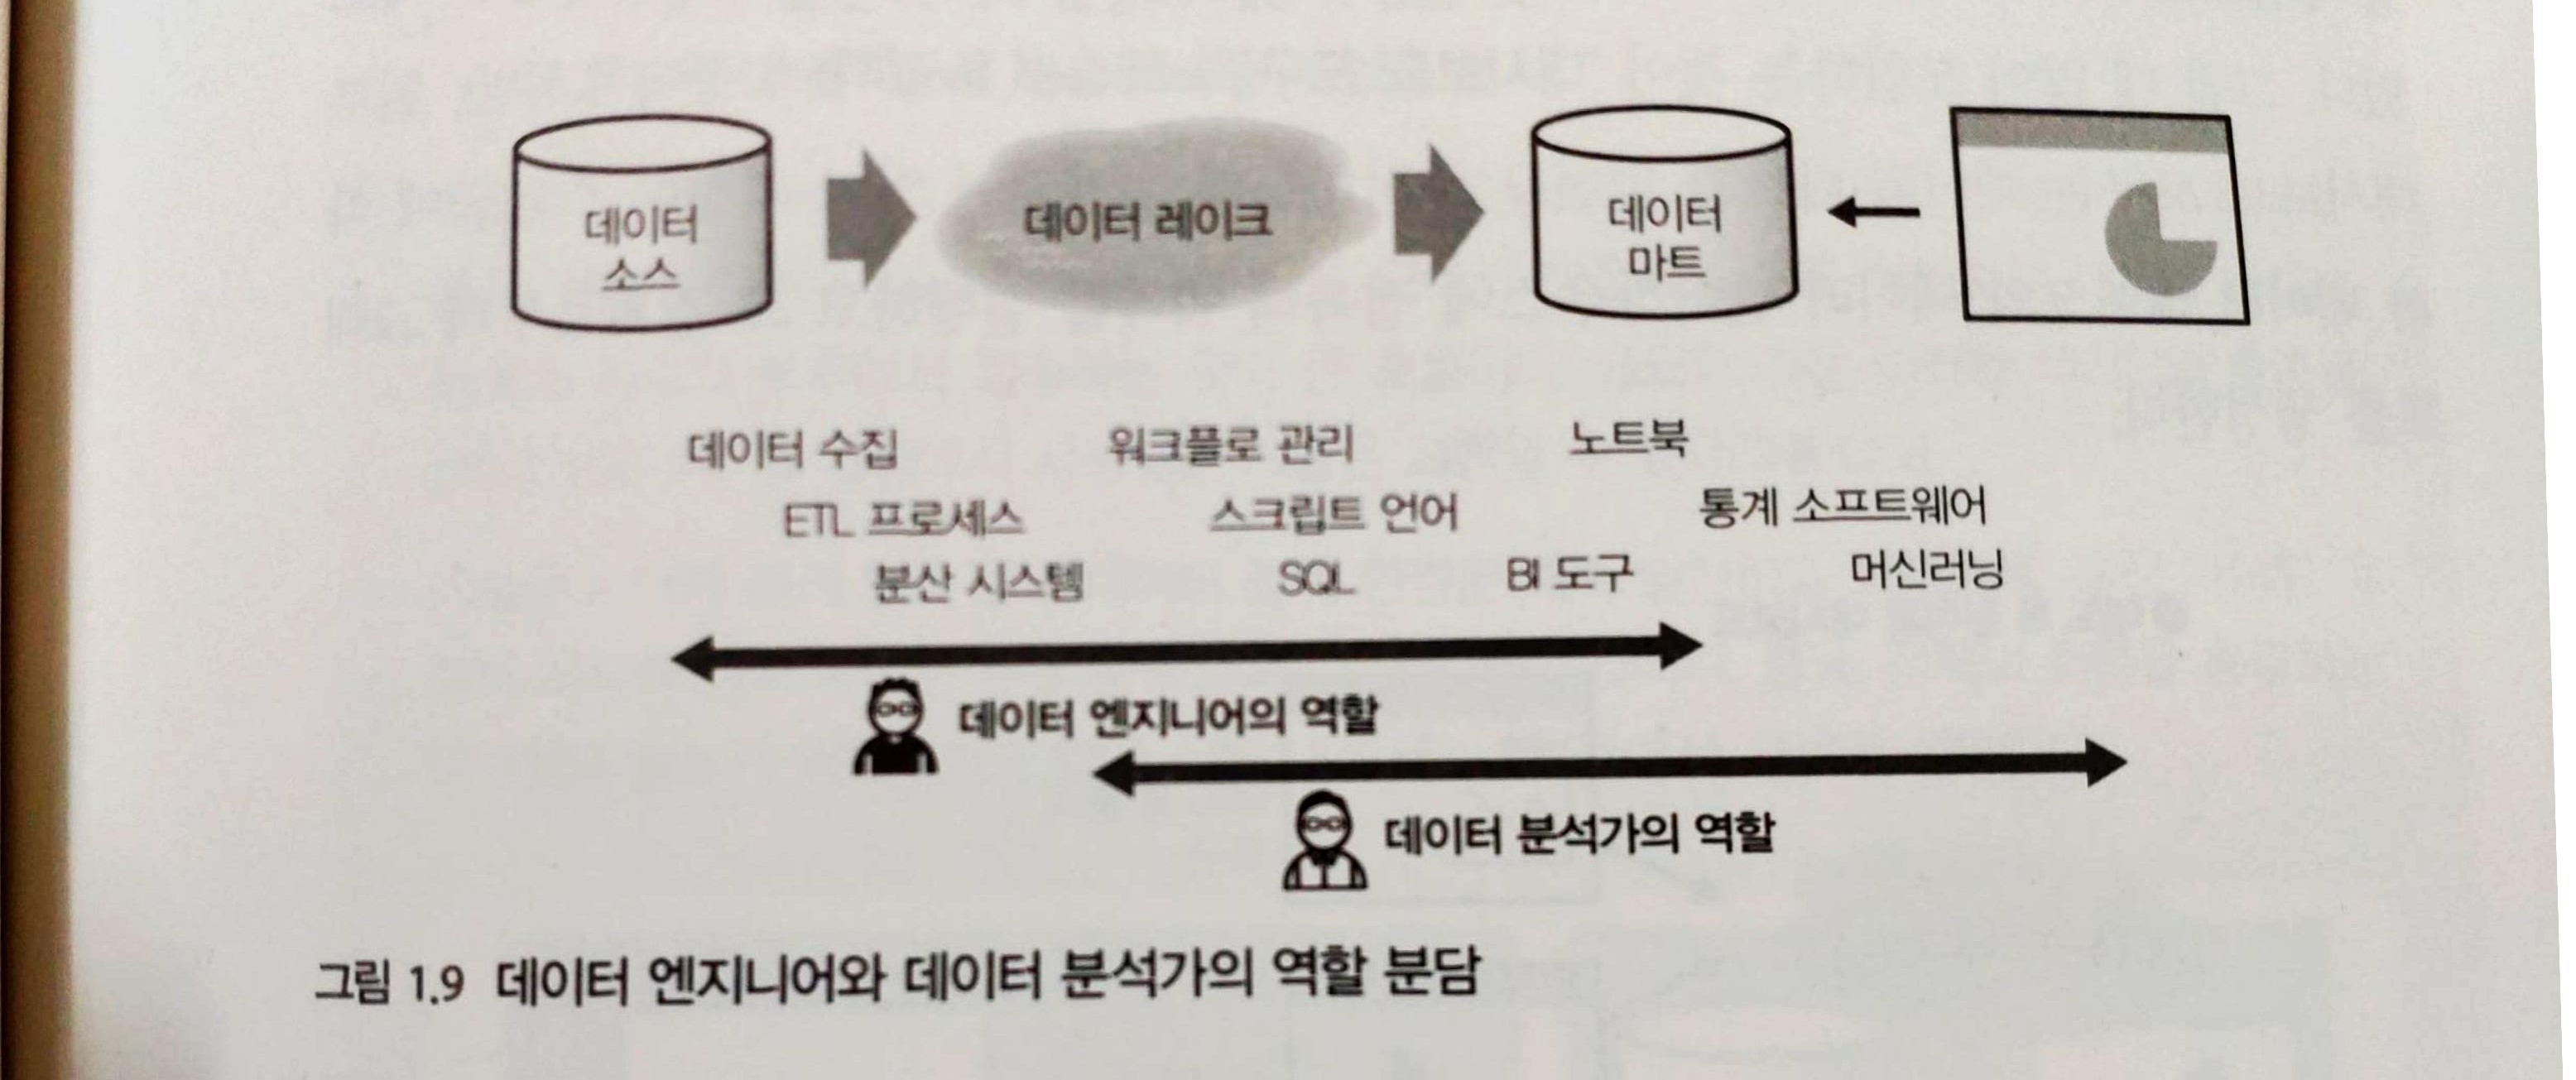 데이터
소스
데이터 레이크
데이터
마트
데이터 수집
워크플로 관리
노트북
ETL 프로세스
스크립트 언어
통계 소프트웨어
분산 시스템
SQL
BI 도구
머신러닝
데이터 엔지니어의 역할
데이터 분석가의 역할
그림 1.9 데이터 엔지니어와 데이터 분석가의 역할 분담